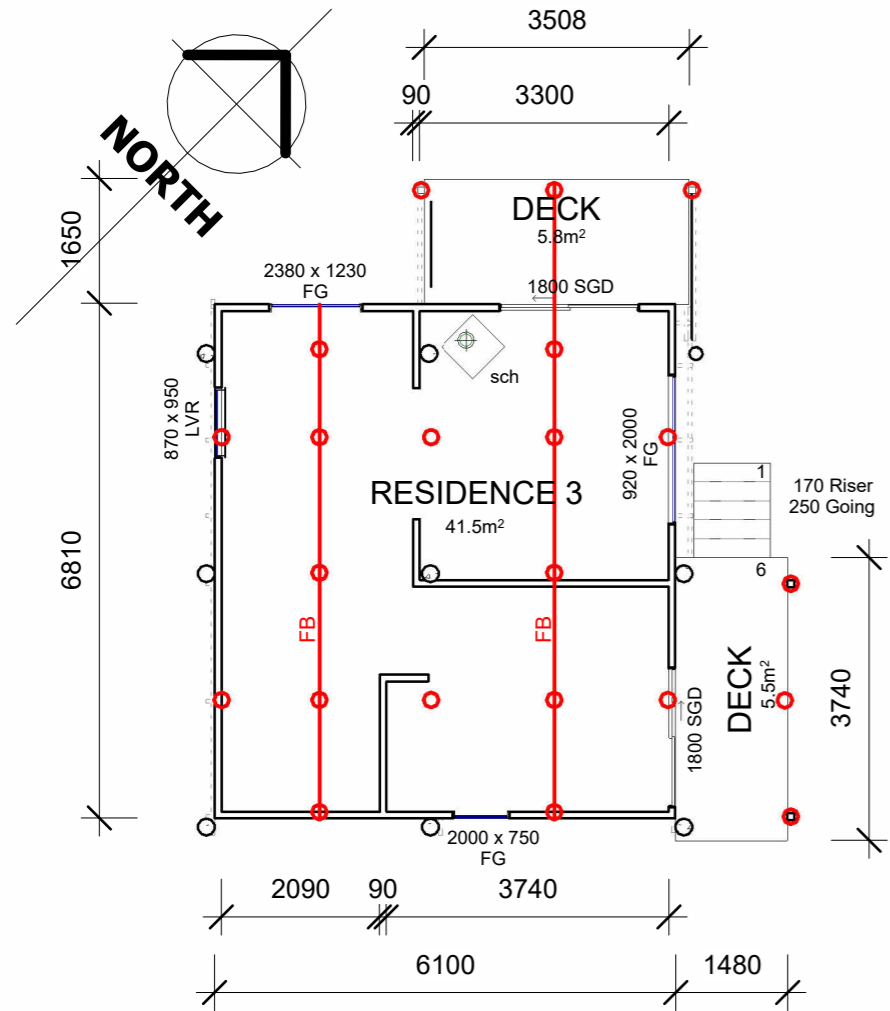 3508
90
3300
NORTH
1650
DECK
5.8m²
2380 x 1230
FG
1800 SGD
sch
870 x 950
LVR
920 x 2000
FG
RESIDENCE 3
41.5m²
1
170 Riser
250 Going
6
6810
FB
FB
DECK
5.5m²
1800 SGD
3740
2000 x 750
FG
2090
90
3740
6100
1480